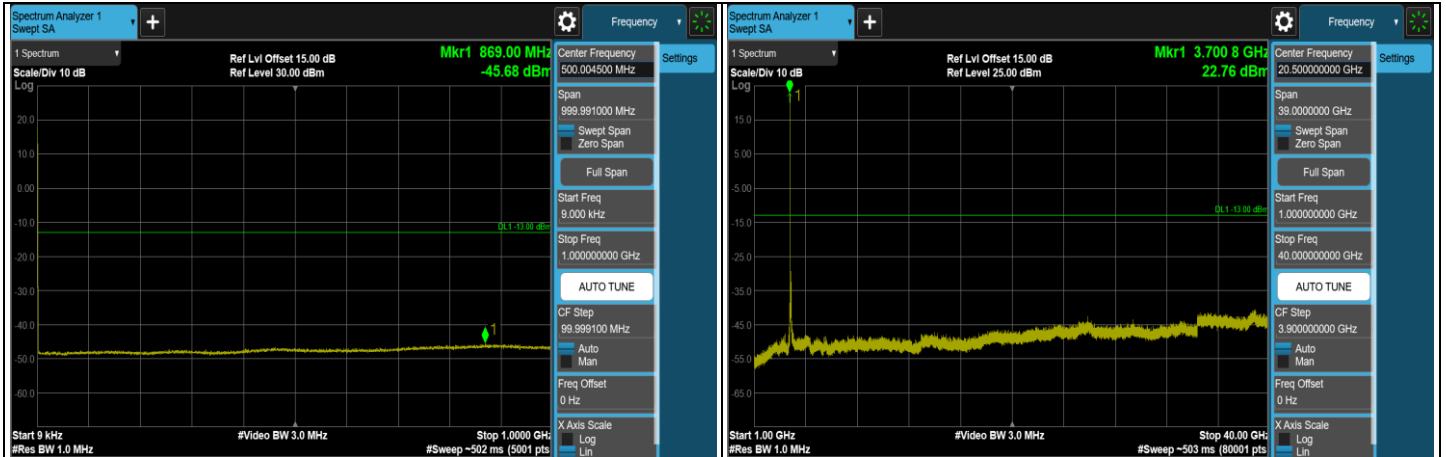 Spectrum Analyzer 1
Swept SA
+
Frequency
1 Spectrum
Scale/Div 10 dB
Log
Ref Lvl Offset 15.00 dB
Ref Level 30.00 dBm
Mkr1 869.00 MHz
-45.68 dBm
20.0
10.0
0.00
-10.0
-20.0
-30.0
-40.0
-50.0
-60.0
DL1 -13.00 dBm
1
Start 9 kHz
#Res BW 1.0 MHz
#Video BW 3.0 MHz
Stop 1.0000 GHz
#Sweep ~502 ms (5001 pts
Center Frequency
500.004500 MHz
Settings
Span
999.991000 MHz
Swept Span
Zero Span
Full Span
Start Freq
9.000 kHz
Stop Freq
1.000000000 GHz
AUTO TUNE
CF Step
99.999100 MHz
Auto
Man
Freq Offset
0 Hz
X Axis Scale
Log
Lin
Spectrum Analyzer 1
Swept SA
+
Frequency
1 Spectrum
Scale/Div 10 dB
Log
Ref Lvl Offset 15.00 dB
Ref Level 25.00 dBm
Mkr1 3.700 8 GHz
22.76 dBm
1
15.0
5.00
-5.00
-15.0
-25.0
-35.0
-45.0
-55.0
-65.0
DL1 -13.00 dBm
Start 1.00 GHz
#Res BW 1.0 MHz
#Video BW 3.0 MHz
Stop 40.00 GHz
#Sweep ~503 ms (80001 pts
Center Frequency
20.500000000 GHz
Settings
Span
39.0000000 GHz
Swept Span
Zero Span
Full Span
Start Freq
1.000000000 GHz
Stop Freq
40.000000000 GHz
AUTO TUNE
CF Step
3.900000000 GHz
Auto
Man
Freq Offset
0 Hz
X Axis Scale
Log
Lin